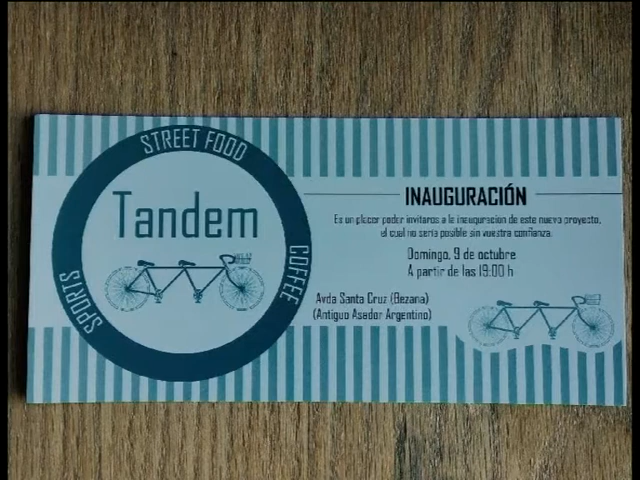 STREET FOOD
Tandem
SPORTS
COFFEE
INAUGURACIÓN
Es un placer poder invitaros a la inauguración de este nuevo proyecto,
el cual no sería posible sin vuestra confianza.
Domingo, 9 de octubre
A partir de las 19:00 h
Avda Santa Cruz (Bezana)
(Antiguo Asador Argentino)